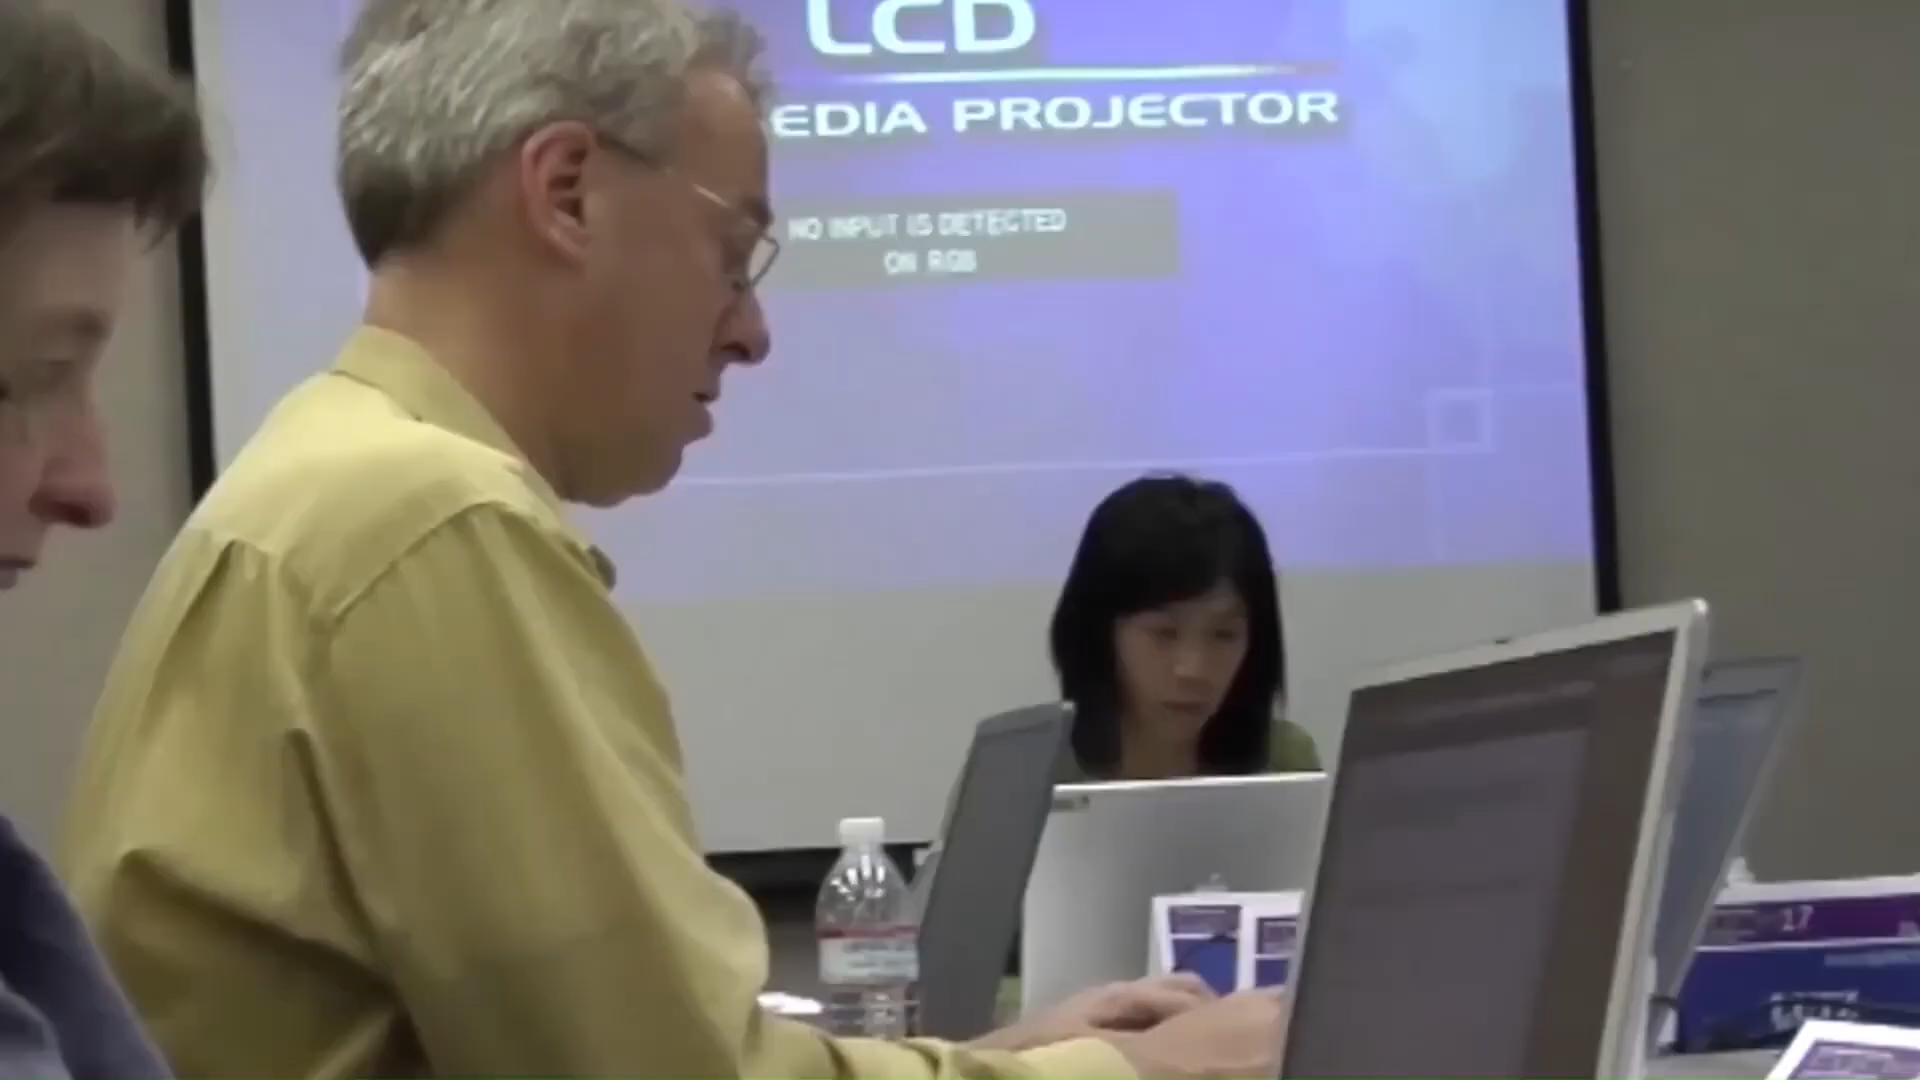 LCD
EDIA PROJECTOR
NO INPUT IS DETECTED
ON RGB
17